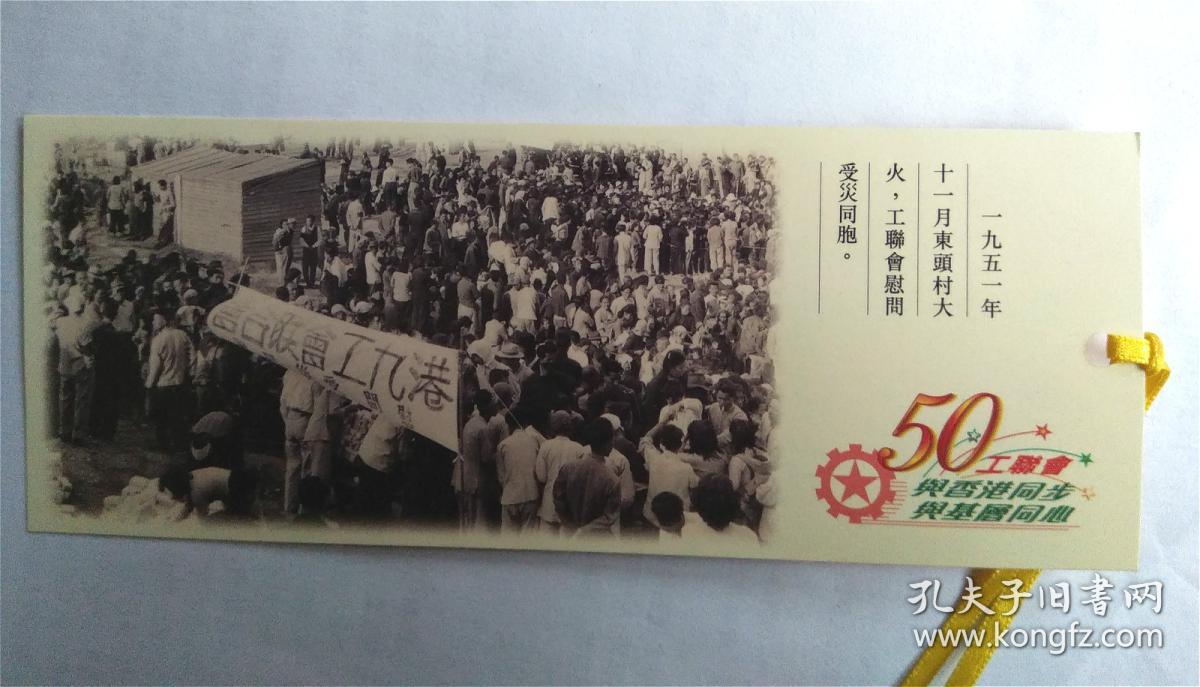 一九五一年
十一月東頭村大
火，工聯會慰問
受災同胞。
港九工會聯合
慰問
50
工聯會
與香港同步
與基層同心
孔夫子旧书网
www.kongfz.com